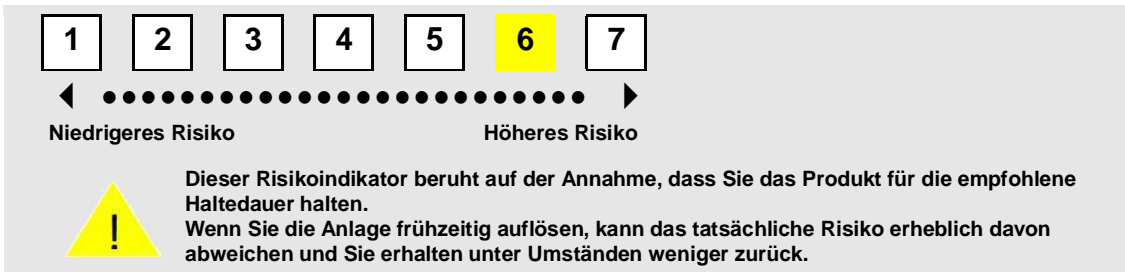 1 2 3 4 5 6 7
Niedrigeres Risiko Höheres Risiko
Dieser Risikoindikator beruht auf der Annahme, dass Sie das Produkt für die empfohlene
Haltedauer halten.
Wenn Sie die Anlage frühzeitig auflösen, kann das tatsächliche Risiko erheblich davon
abweichen und Sie erhalten unter Umständen weniger zurück.
!